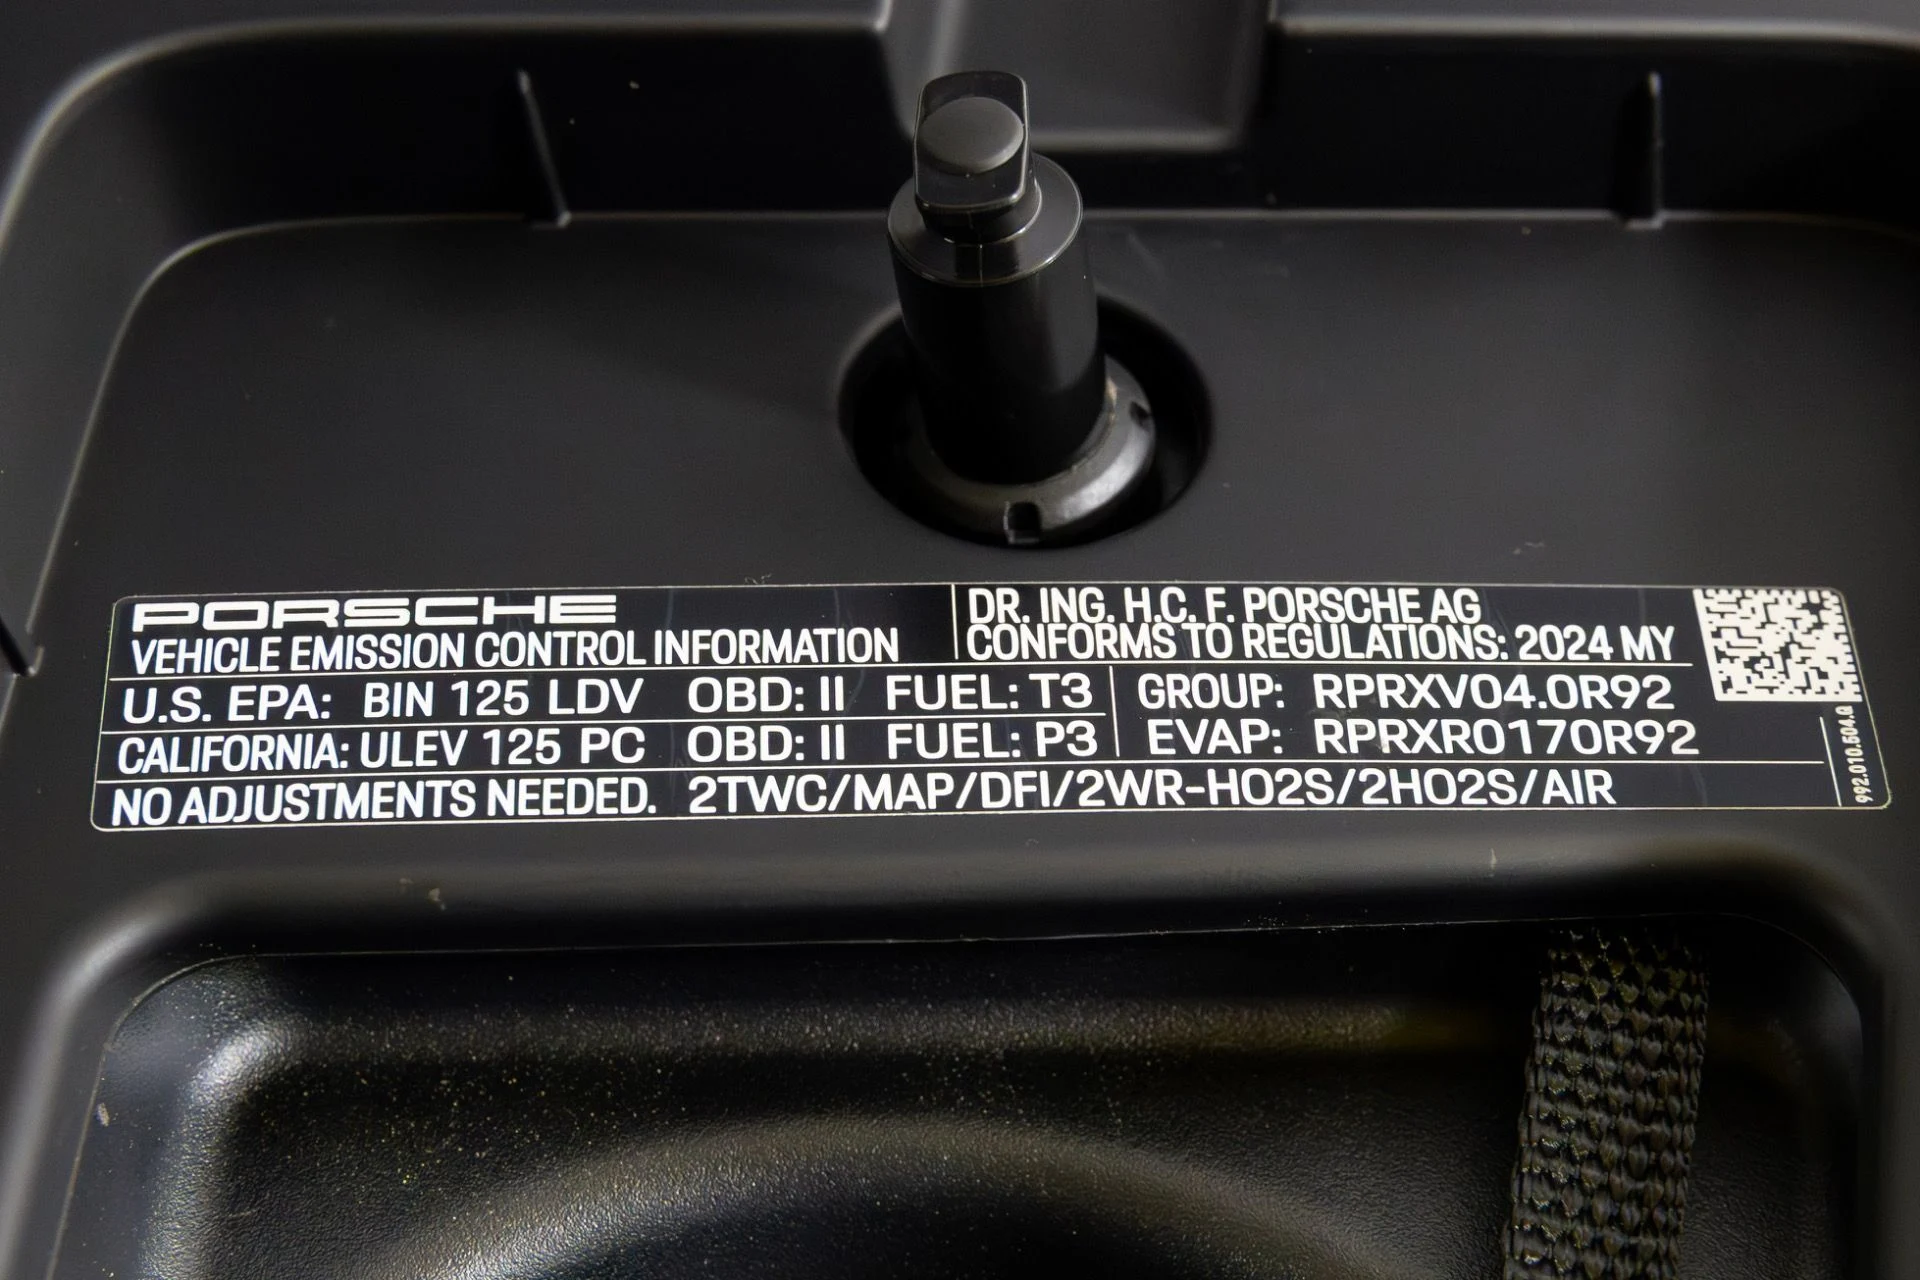 PORSCHE
VEHICLE EMISSION CONTROL INFORMATION
DR. ING. H.C. F. PORSCHE AG
CONFORMS TO REGULATIONS: 2024 MY
U.S. EPA: BIN 125 LDV OBD: II FUEL: T3
CALIFORNIA: ULEV 125 PC OBD: II FUEL: P3
GROUP: RPRXV04.0R92
EVAP: RPRXR0170R92
NO ADJUSTMENTS NEEDED. 2TWC/MAP/DFI/2WR-HO2S/2HO2S/AIR
992.010.504.Q